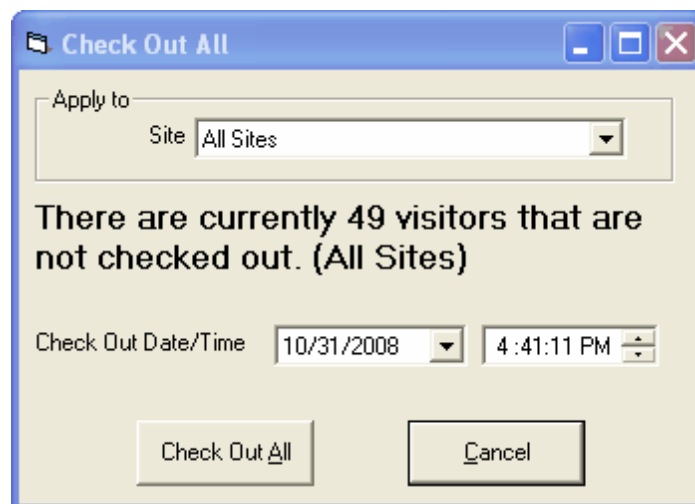 Check Out All
Apply to
Site All Sites
There are currently 49 visitors that are
not checked out. (All Sites)
Check Out Date/Time 10/31/2008 4 :41:11 PM
Check Out All Cancel